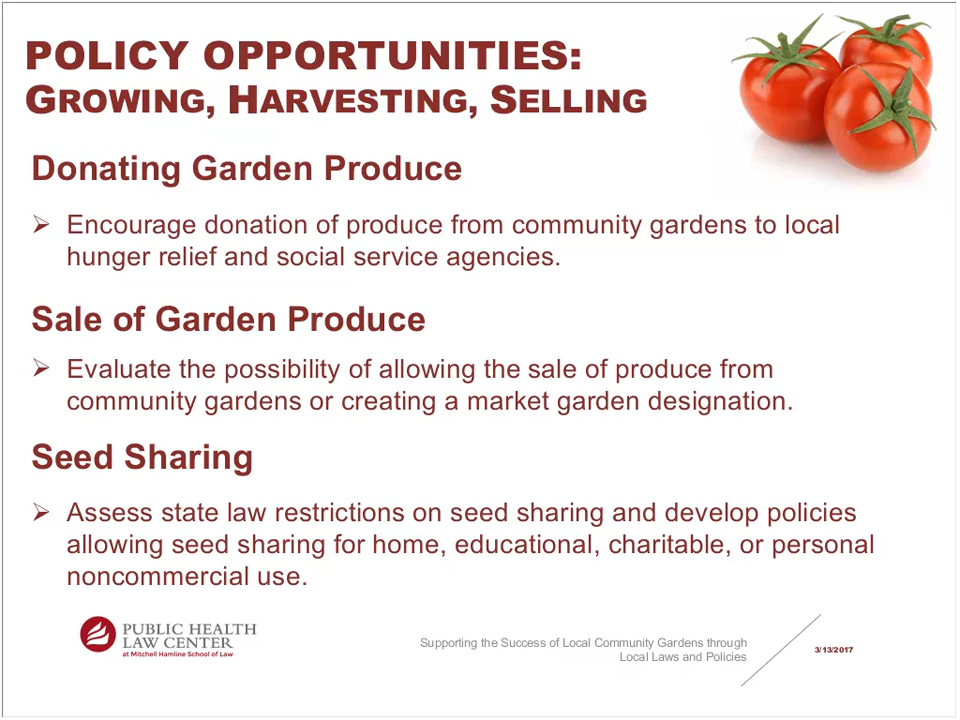 POLICY OPPORTUNITIES:
GROWING, HARVESTING, SELLING
Donating Garden Produce
➢ Encourage donation of produce from community gardens to local
hunger relief and social service agencies.
Sale of Garden Produce
➢ Evaluate the possibility of allowing the sale of produce from
community gardens or creating a market garden designation.
Seed Sharing
➢ Assess state law restrictions on seed sharing and develop policies
allowing seed sharing for home, educational, charitable, or personal
noncommercial use.
PUBLIC HEALTH
LAW CENTER
at Mitchell Hamline School of Law
Supporting the Success of Local Community Gardens through
Local Laws and Policies
3/13/2017